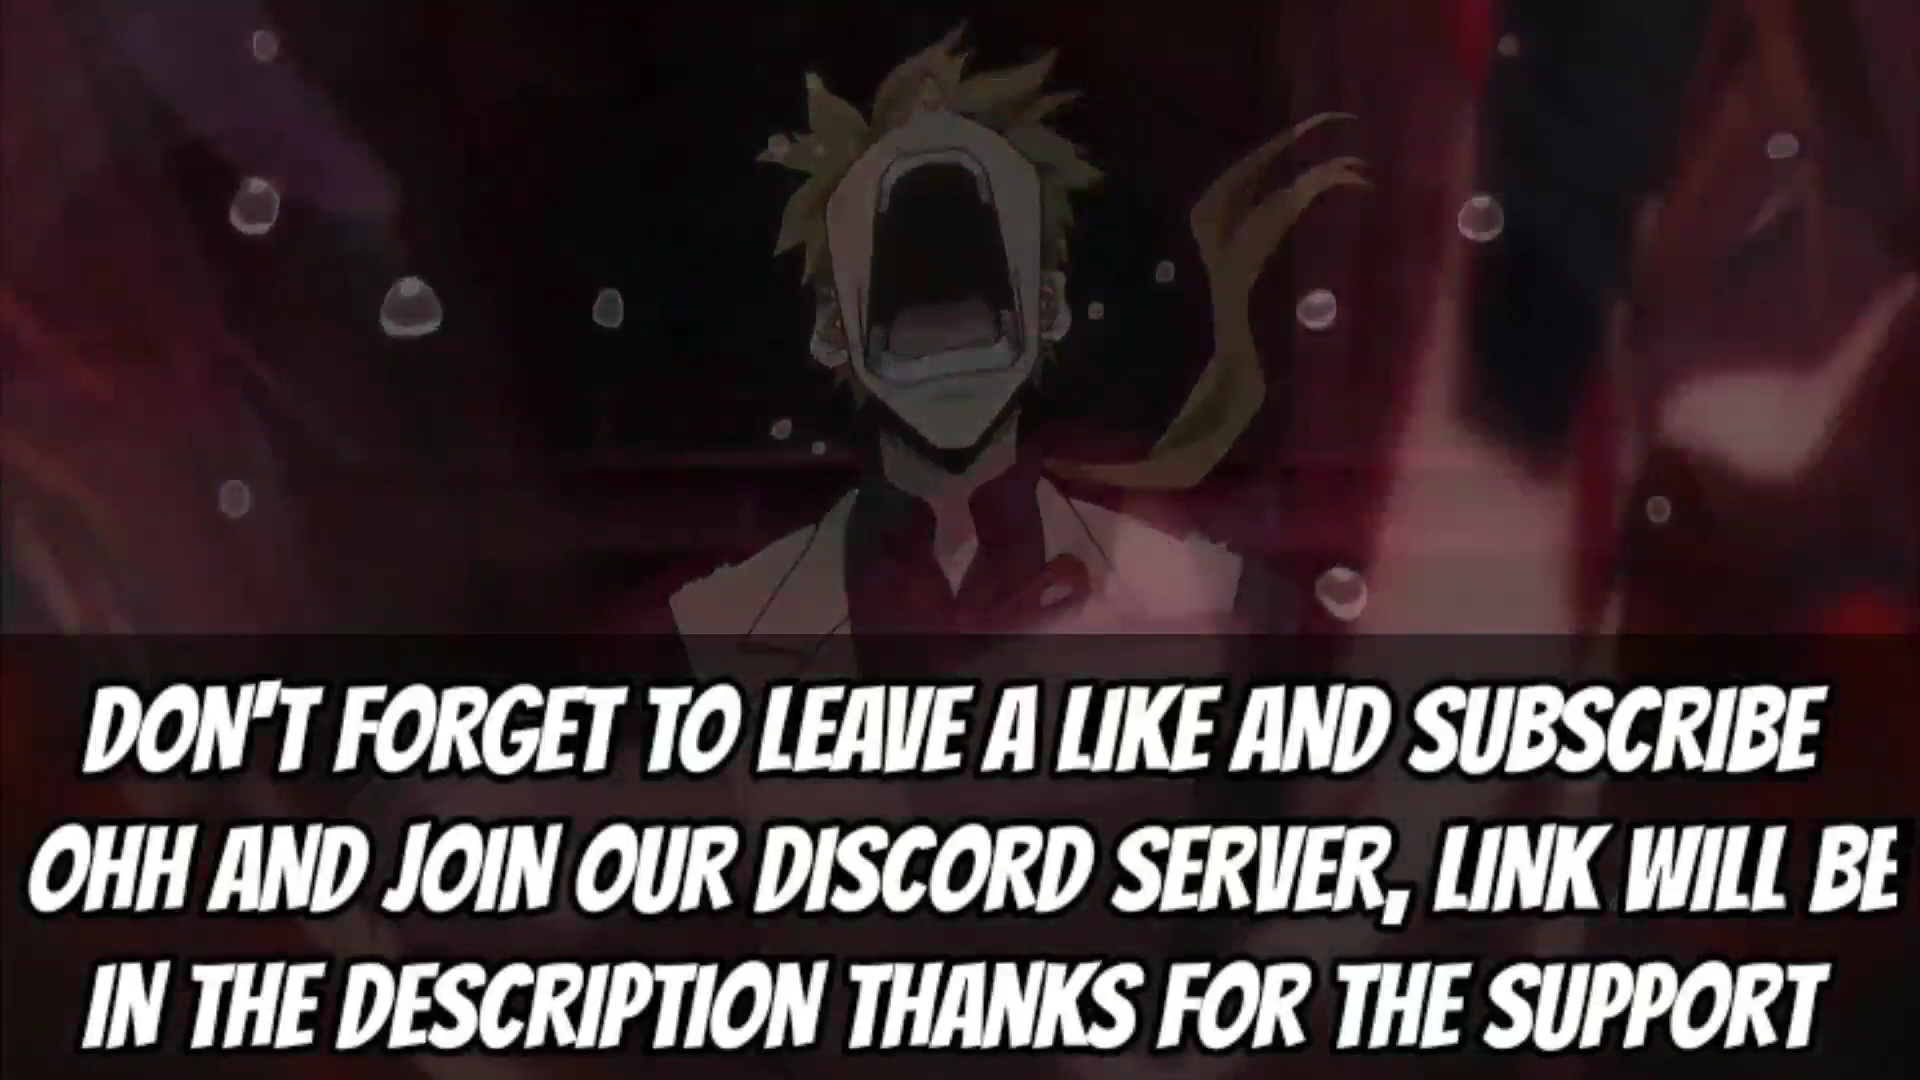 DON'T FORGET TO LEAVE A LIKE AND SUBSCRIBE
OHH AND JOIN OUR DISCORD SERVER, LINK WILL BE
IN THE DESCRIPTION THANKS FOR THE SUPPORT